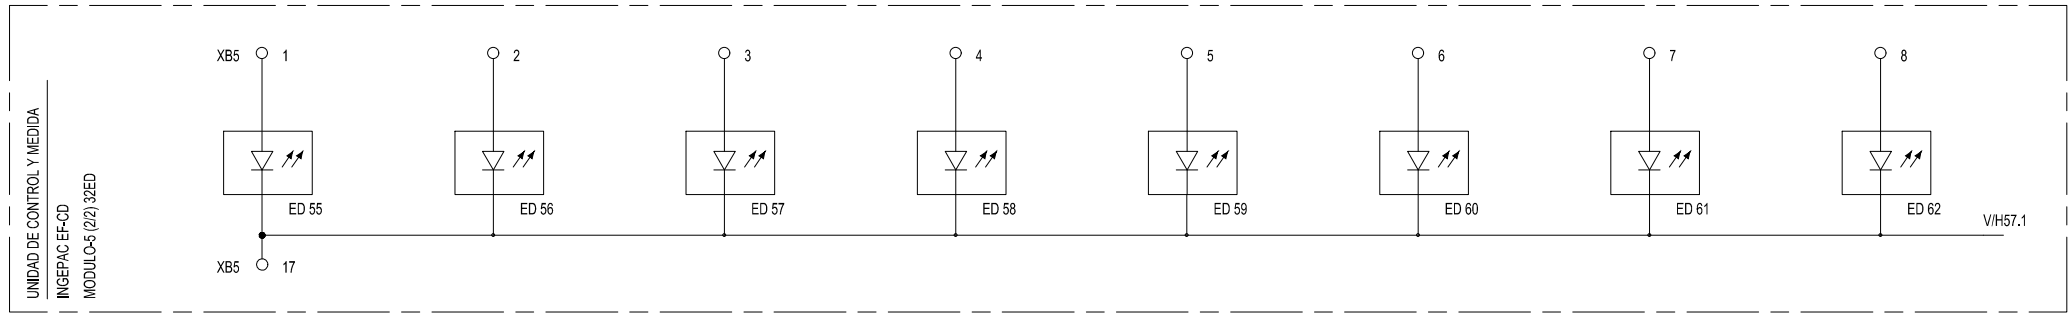 UNIDAD DE CONTROL Y MEDIDA
INGEPAC EF-CD
MODULO-5 (2/2) 32ED
XB5 1 2 3 4 5 6 7 8
ED 55 ED 56 ED 57 ED 58 ED 59 ED 60 ED 61 ED 62
V/H57.1
XB5 17